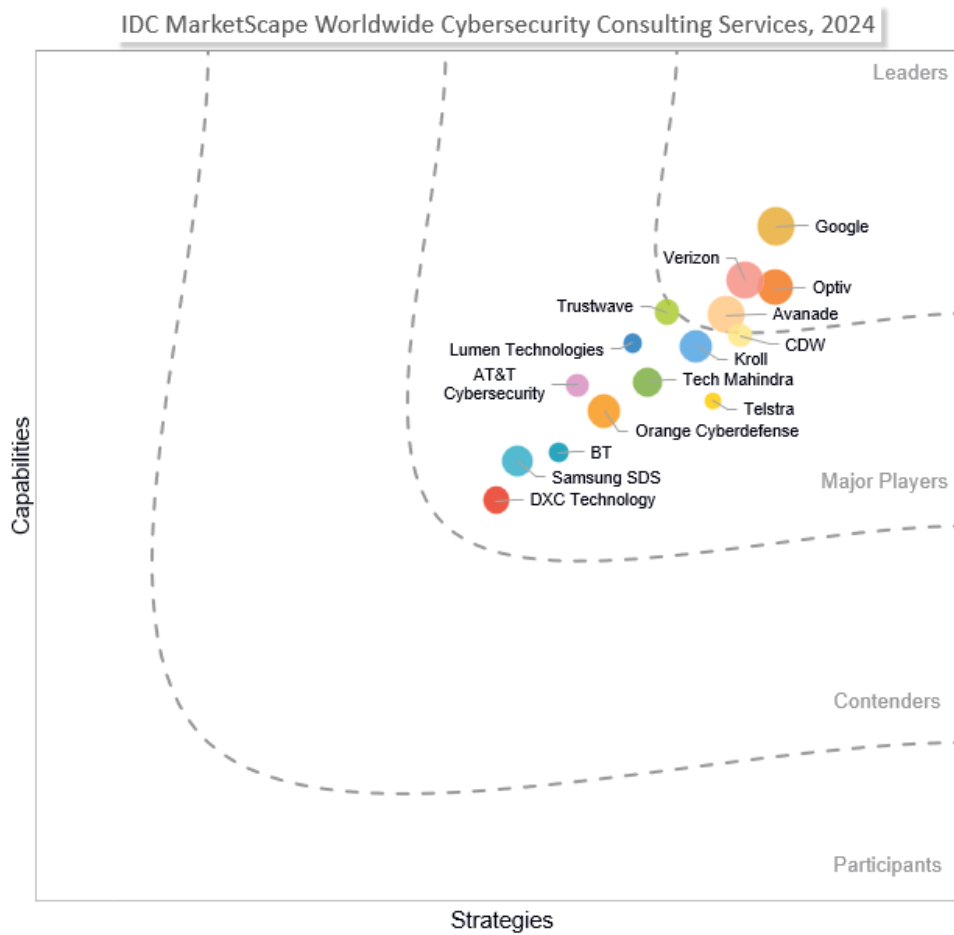 IDC MarketScape Worldwide Cybersecurity Consulting Services, 2024
Leaders
Google
Verizon
Optiv
Trustwave
Avanade
CDW
Lumen Technologies
Kroll
AT&T
Cybersecurity
Tech Mahindra
Telstra
Orange Cyberdefense
BT
Samsung SDS
Major Players
DXC Technology
Capabilities
Contenders
Participants
Strategies